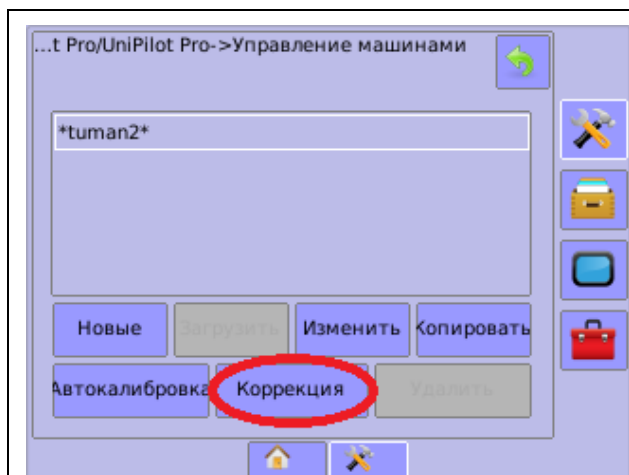 ...t Pro/UniPilot Pro->Управление машинами
*tuman2*
Новые Загрузить Изменить Копировать
Автокалибровка Коррекция Удалить